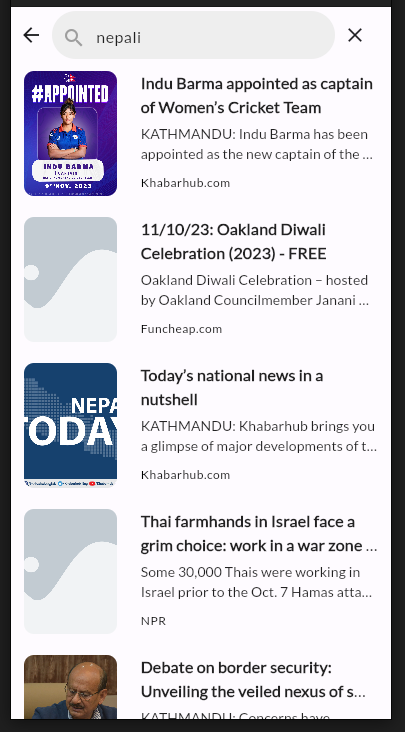 nepali
#APPOINTED
INDU BARMA
9TH NOV, 2023
Indu Barma appointed as captain
of Women’s Cricket Team
KATHMANDU: Indu Barma has been
appointed as the new captain of the ...
Khabarhub.com
11/10/23: Oakland Diwali
Celebration (2023) - FREE
Oakland Diwali Celebration – hosted
by Oakland Councilmember Janani ...
Funcheap.com
NEPA
TODAY
Today’s national news in a
nutshell
KATHMANDU: Khabarhub brings you
a glimpse of major developments of t...
Khabarhub.com
Thai farmhands in Israel face a
grim choice: work in a war zone ...
Some 30,000 Thais were working in
Israel prior to the Oct. 7 Hamas atta...
NPR
Debate on border security:
Unveiling the veiled nexus of s...
KATHMANDU: Concerns have